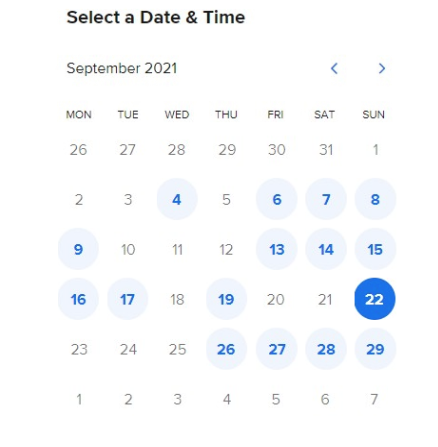 Select a Date & Time
September 2021
MON TUE WED THU FRI SAT SUN
26 27 28 29 30 31 1
2 3 4 5 6 7 8
9 10 11 12 13 14 15
16 17 18 19 20 21 22
23 24 25 26 27 28 29
1 2 3 4 5 6 7